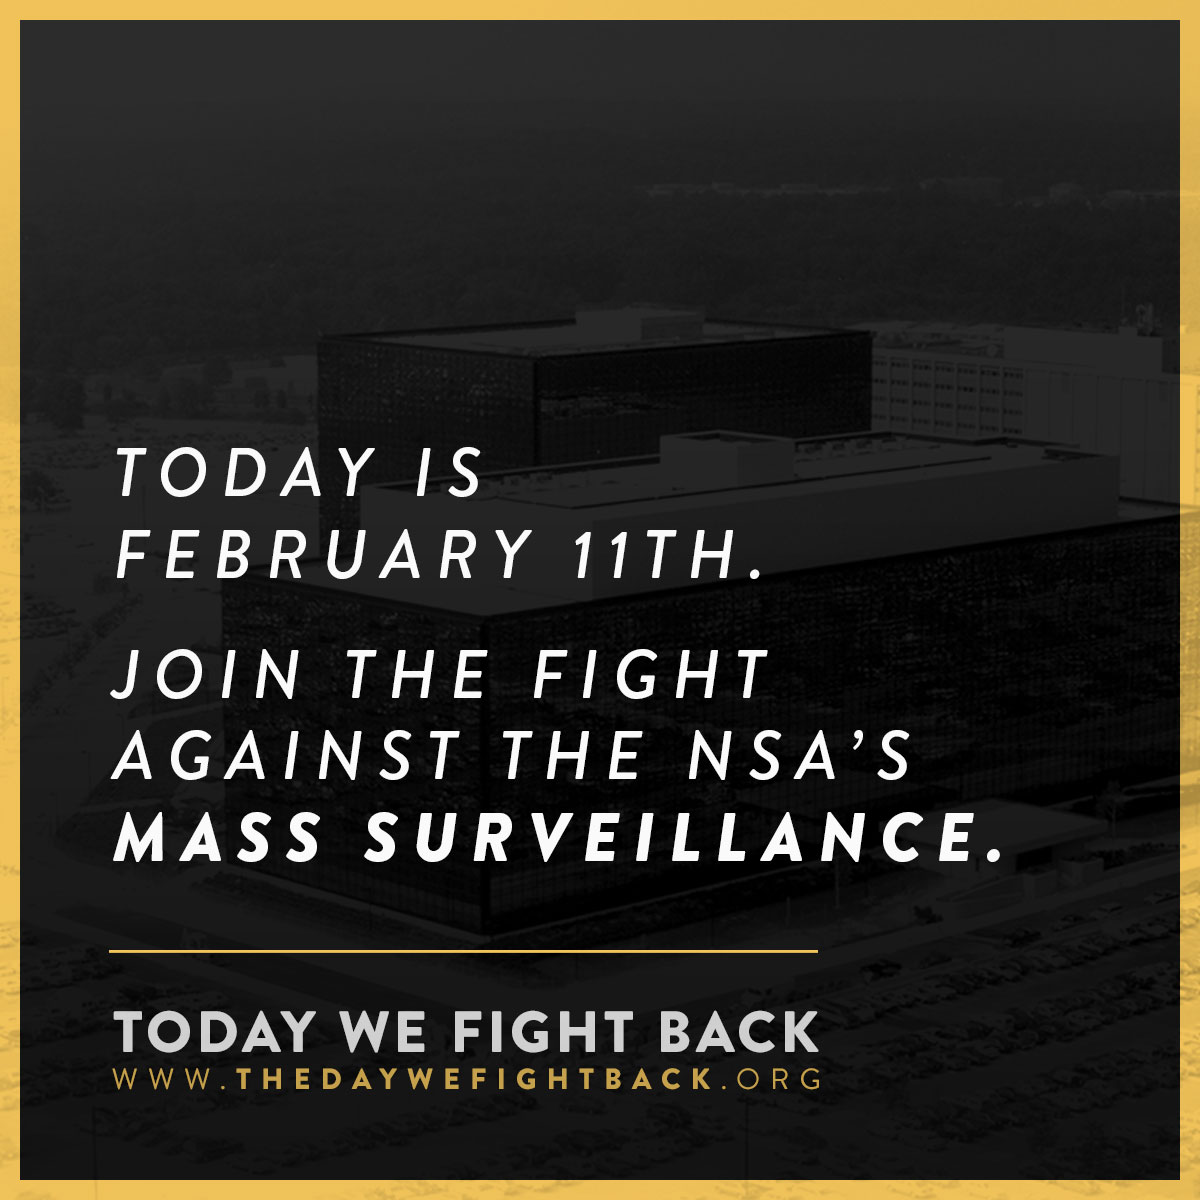 TODAY IS
FEBRUARY 11TH.
JOIN THE FIGHT
AGAINST THE NSA’S
MASS SURVEILLANCE.
TODAY WE FIGHT BACK
WWW.THEDAYWEFIGHTBACK.ORG